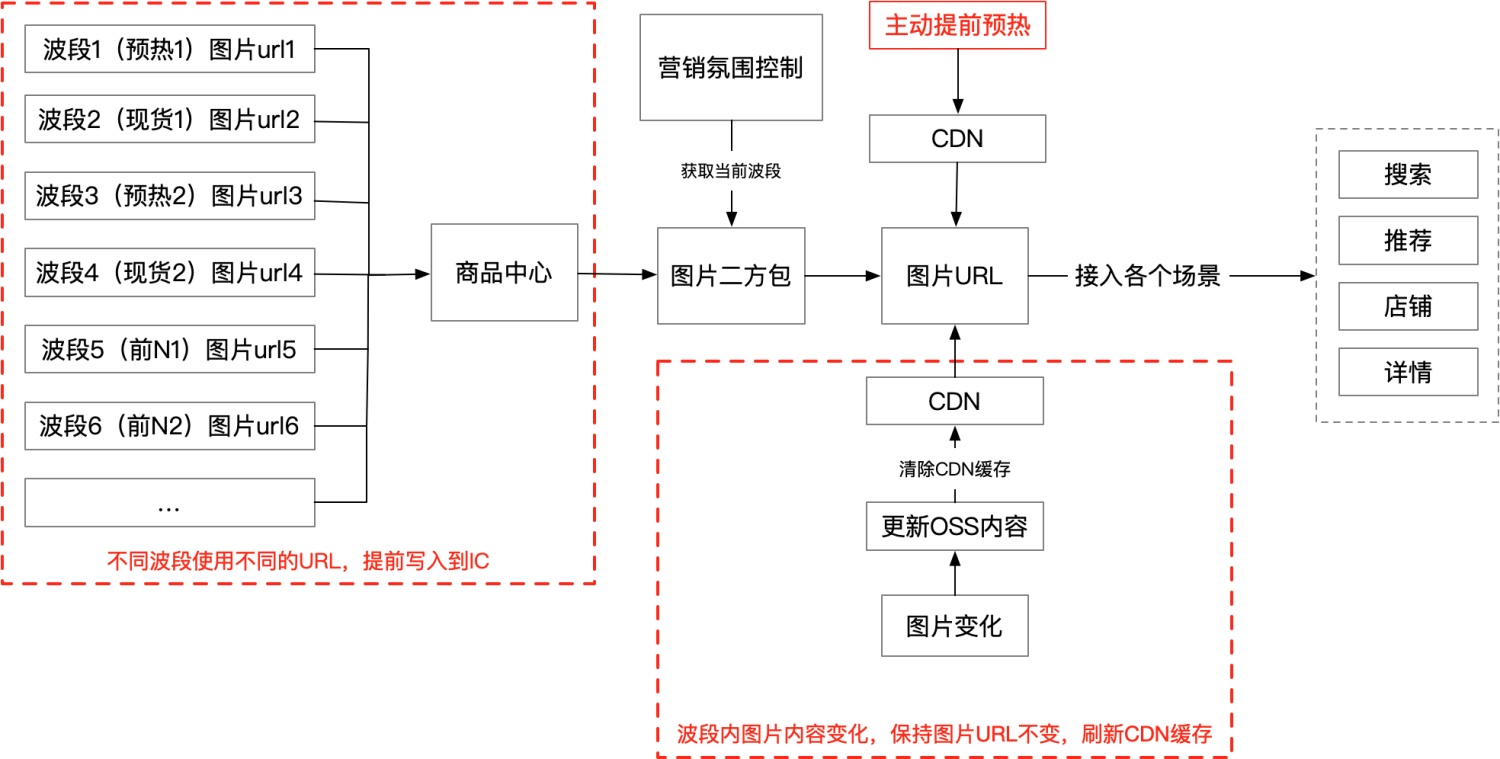 波段1（预热1）图片url1
波段2（现货1）图片url2
波段3（预热2）图片url3
波段4（现货2）图片url4
波段5（前N1）图片url5
波段6（前N2）图片url6
...
不同波段使用不同的URL，提前写入到IC
商品中心
营销氛围控制
获取当前波段
图片二方包
主动提前预热
CDN
图片URL
接入各个场景
搜索
推荐
店铺
详情
CDN
清除CDN缓存
更新OSS内容
图片变化
波段内图片内容变化，保持图片URL不变，刷新CDN缓存